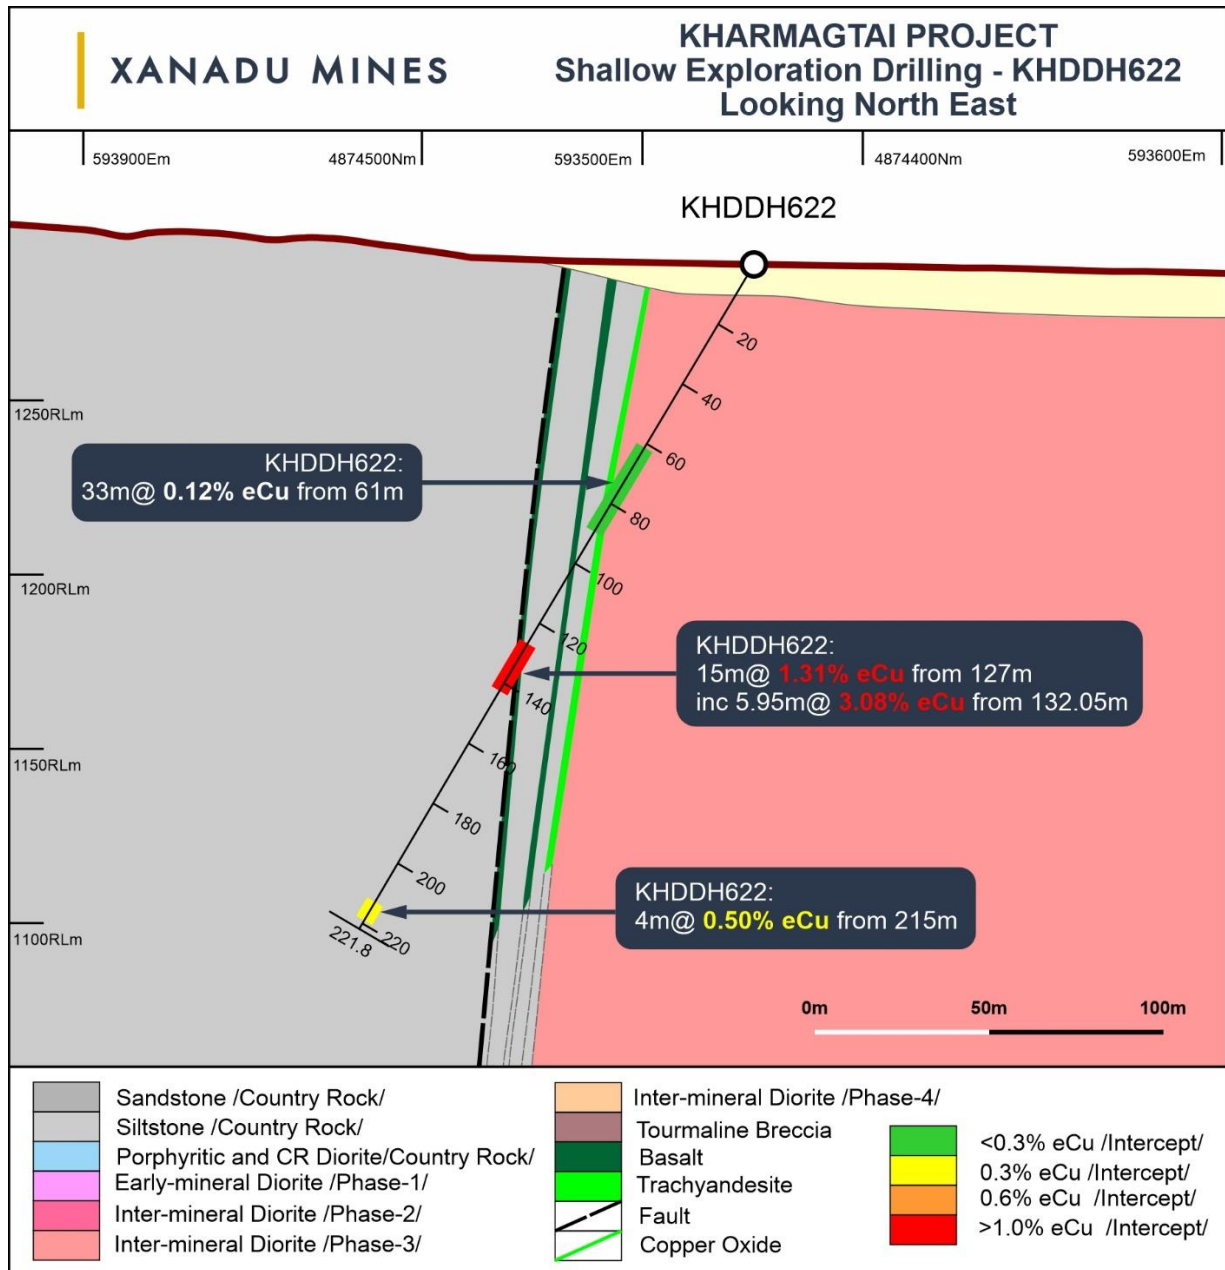 XANADU MINES
KHARMAGTAI PROJECT
Shallow Exploration Drilling - KHDDH622
Looking North East
593900Em
4874500Nm
593500Em
4874400Nm
593600Em
KHDDH622
20
40
60
80
100
120
140
160
180
200
220
221.8
1250RLm
1200RLm
1150RLm
1100RLm
KHDDH622:
33m@ 0.12% eCu from 61m
KHDDH622:
15m@ 1.31% eCu from 127m
inc 5.95m@ 3.08% eCu from 132.05m
KHDDH622:
4m@ 0.50% eCu from 215m
0m
50m
100m
Sandstone /Country Rock/
Siltstone /Country Rock/
Porphyritic and CR Diorite/Country Rock/
Early-mineral Diorite /Phase-1/
Inter-mineral Diorite /Phase-2/
Inter-mineral Diorite /Phase-3/
Inter-mineral Diorite /Phase-4/
Tourmaline Breccia
Basalt
Trachyandesite
Fault
Copper Oxide
<0.3% eCu /Intercept/
0.3% eCu /Intercept/
0.6% eCu /Intercept/
>1.0% eCu /Intercept/